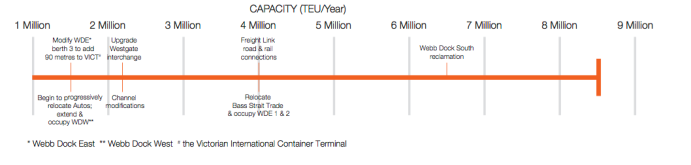 CAPACITY (TEU/Year)
1 Million 2 Million 3 Million 4 Million 5 Million 6 Million 7 Million 8 Million 9 Million
Modify WDE*
berth 3 to add
90 metres to VICT°
Upgrade
Westgate
interchange
Freight Link
road & rail
connections
Webb Dock South
reclamation
Begin to progressively
relocate Autos;
extend &
occupy WDW**
Channel
modifications
Relocate
Bass Strait Trade
& occupy WDE 1 & 2
* Webb Dock East ** Webb Dock West ° the Victorian International Container Terminal